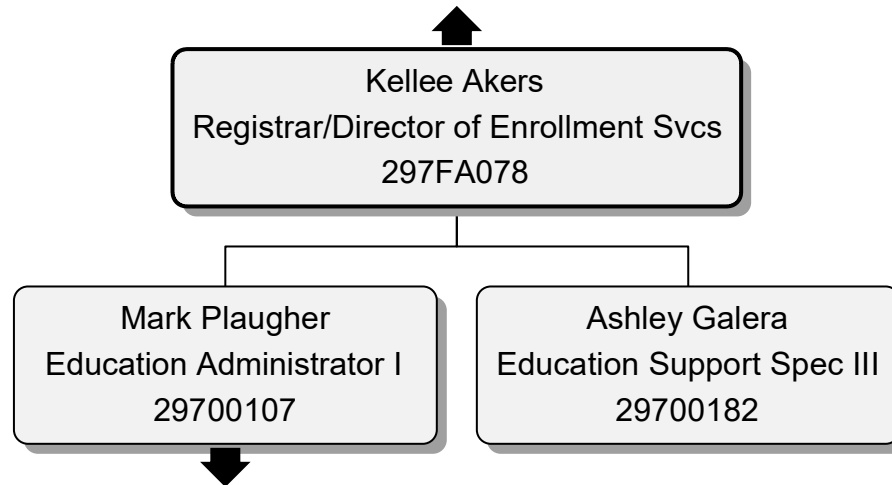 Kellee Akers
Registrar/Director of Enrollment Svcs
297FA078
Mark Plaugher
Education Administrator I
29700107
Ashley Galera
Education Support Spec III
29700182